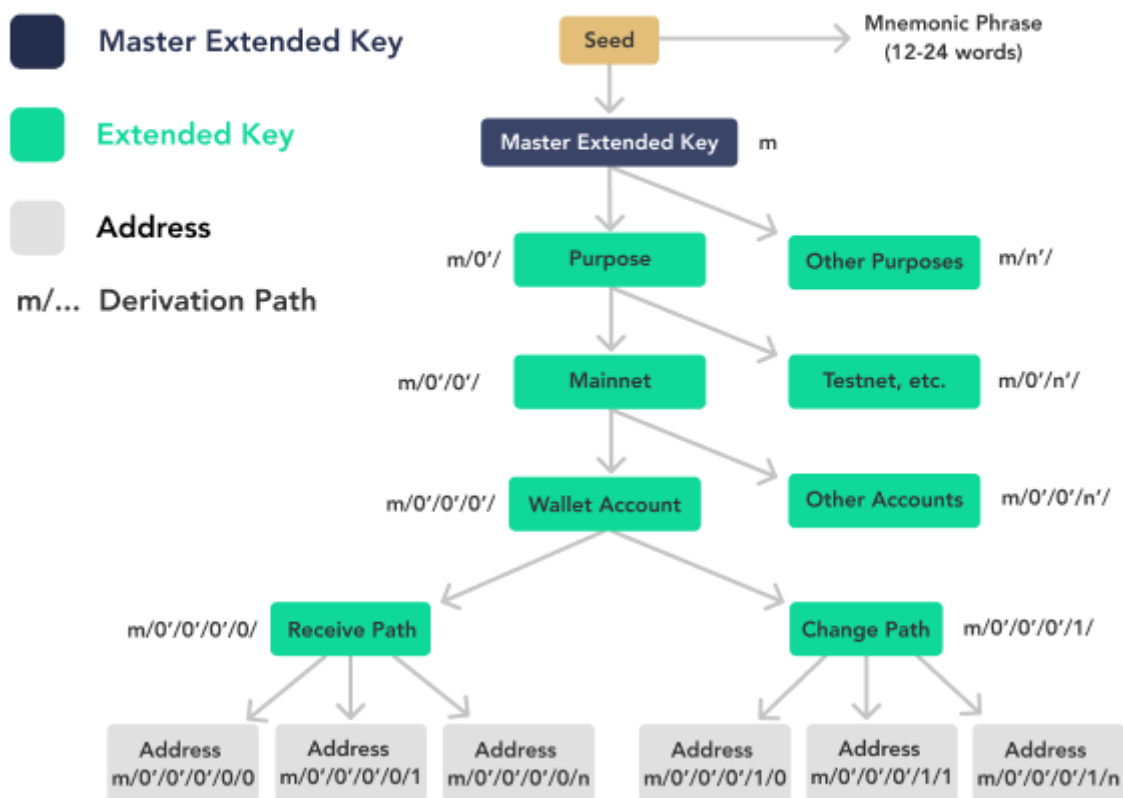 Master Extended Key
Extended Key
Address
m/... Derivation Path
Seed
Mnemonic Phrase
(12-24 words)
Master Extended Key
m
m/0’/
Purpose
Other Purposes
m/n’/
m/0’/0’/
Mainnet
Testnet, etc.
m/0’/n’/
m/0’/0’/0’/
Wallet Account
Other Accounts
m/0’/0’/n’/
m/0’/0’/0’/0/
Receive Path
Change Path
m/0’/0’/0’/1/
Address
m/0’/0’/0’/0/0
Address
m/0’/0’/0’/0/1
Address
m/0’/0’/0’/0/n
Address
m/0’/0’/0’/1/0
Address
m/0’/0’/0’/1/1
Address
m/0’/0’/0’/1/n